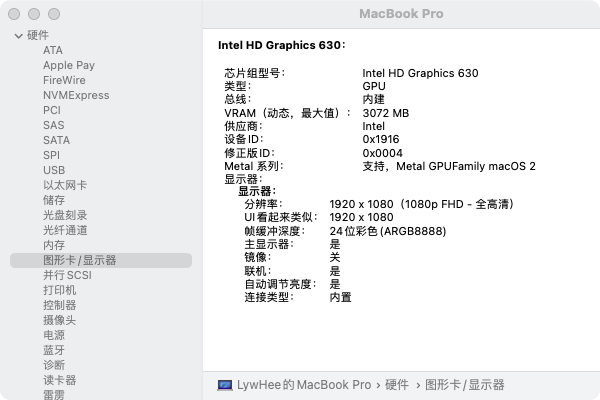 MacBook Pro
硬件
ATA
Apple Pay
FireWire
NVMExpress
PCI
SAS
SATA
SPI
USB
以太网卡
储存
光盘刻录
光纤通道
内存
图形卡/显示器
并行SCSI
打印机
控制器
摄像头
电源
蓝牙
诊断
读卡器
雷雳
Intel HD Graphics 630：
芯片组型号： Intel HD Graphics 630
类型： GPU
总线： 内建
VRAM（动态，最大值）： 3072 MB
供应商： Intel
设备ID： 0x1916
修正版ID： 0x0004
Metal 系列： 支持，Metal GPUFamily macOS 2
显示器：
显示器：
分辨率： 1920 x 1080（1080p FHD - 全高清）
UI看起来类似： 1920 x 1080
帧缓冲深度： 24位彩色(ARGB8888)
主显示器： 是
镜像： 关
联机： 是
自动调节亮度： 是
连接类型： 内置
LywHee的MacBook Pro › 硬件 › 图形卡/显示器